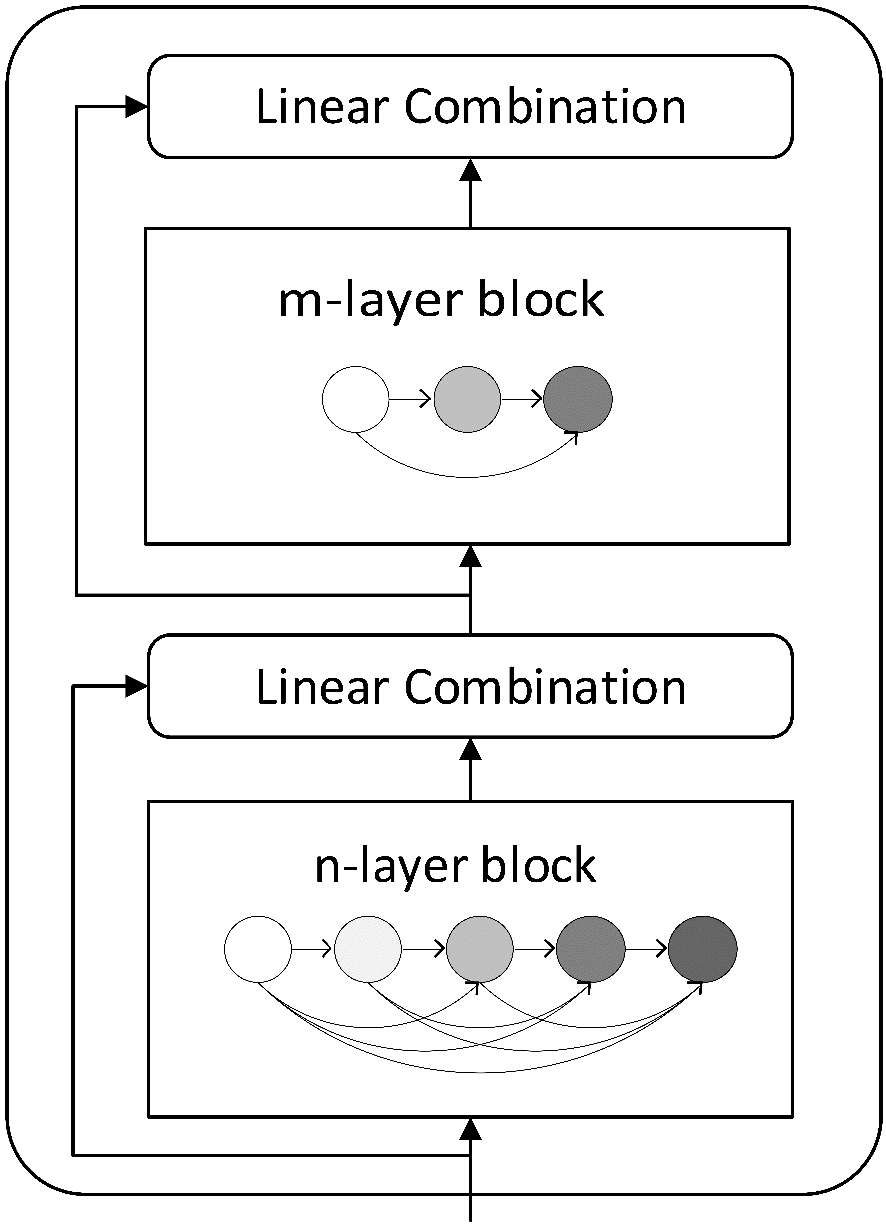 Linear Combination
m-layer block
Linear Combination
n-layer block